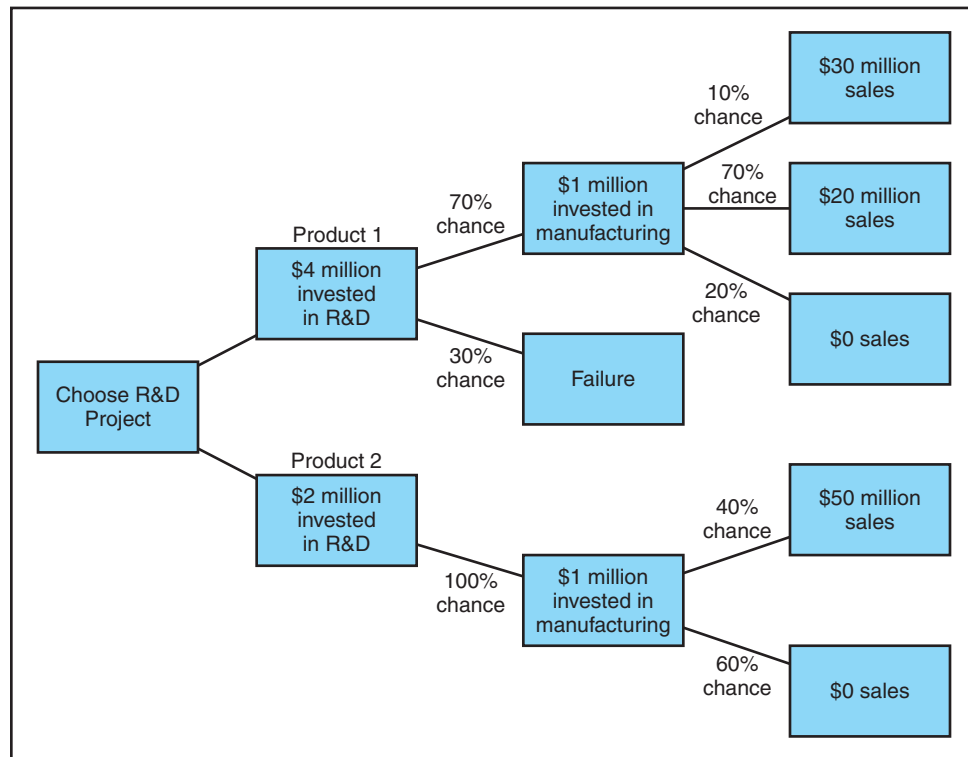 Choose R&D
Project
Product 1
$4 million
invested
in R&D
70%
chance
$1 million
invested in
manufacturing
10%
chance
$30 million
sales
70%
chance
$20 million
sales
20%
chance
$0 sales
30%
chance
Failure
Product 2
$2 million
invested
in R&D
100%
chance
$1 million
invested in
manufacturing
40%
chance
$50 million
sales
60%
chance
$0 sales